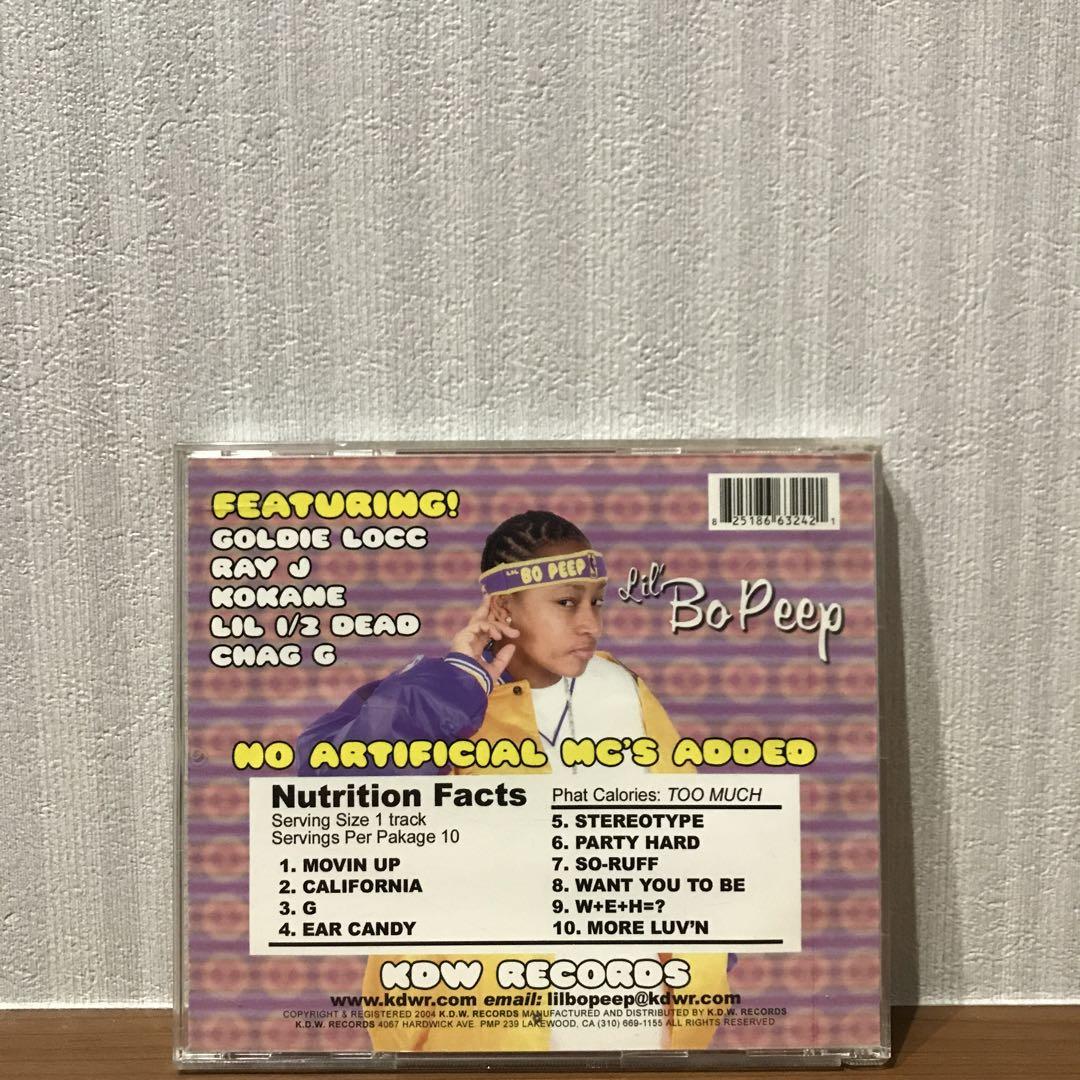 FEATURING!
GOLDIE LOCC
RAY J
KOKANE
LIL 1/2 DEAD
CHAG G
8 25186 63242 1
LIL' BO PEEP
Lil' Bo Peep
NO ARTIFICIAL MC'S ADDED
Nutrition Facts
Serving Size 1 track
Servings Per Pakage 10
1. MOVIN UP
2. CALIFORNIA
3. G
4. EAR CANDY
Phat Calories: TOO MUCH
5. STEREOTYPE
6. PARTY HARD
7. SO-RUFF
8. WANT YOU TO BE
9. W+E+H=?
10. MORE LUV'N
KDW RECORDS
www.kdwr.com email: lilbopeep@kdwr.com
COPYRIGHT & REGISTERED 2004 K.D.W. RECORDS MANUFACTURED AND DISTRIBUTED BY K.D.W. RECORDS
K.D.W. RECORDS 4067 HARDWICK AVE PMP 239 LAKEWOOD, CA (310) 669-1155 ALL RIGHTS RESERVED